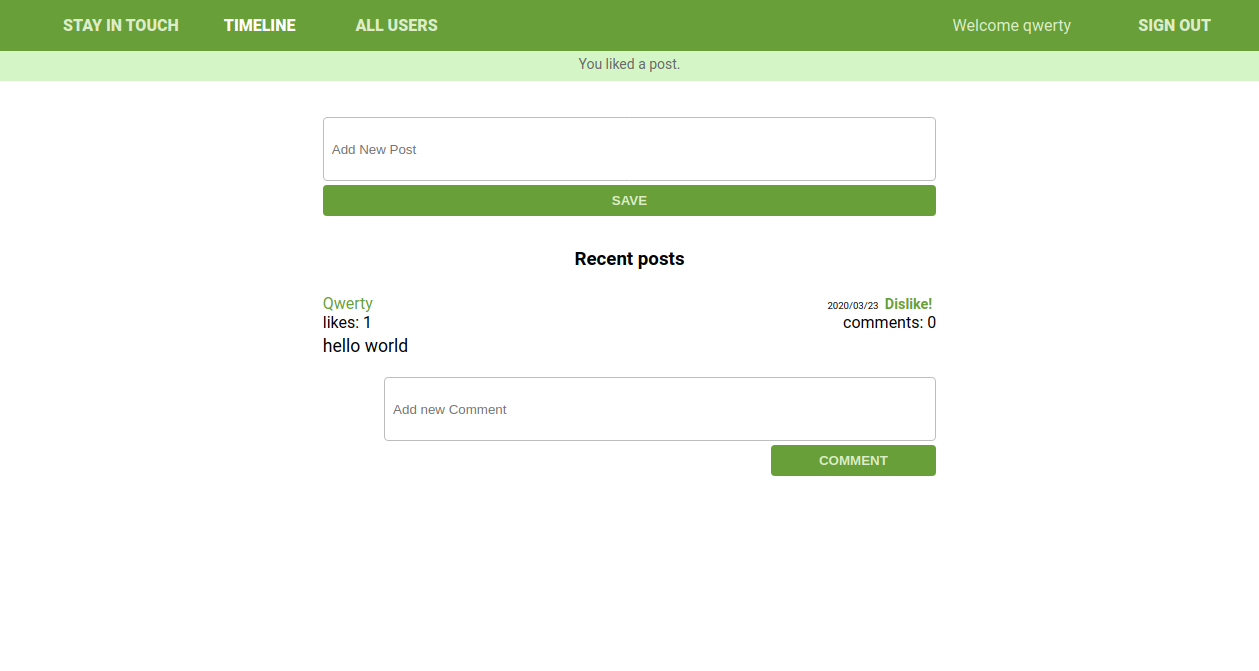 STAY IN TOUCH TIMELINE ALL USERS Welcome qwerty SIGN OUT
You liked a post.
Add New Post
SAVE
Recent posts
Qwerty 2020/03/23 Dislike!
likes: 1 comments: 0
hello world
Add new Comment
COMMENT